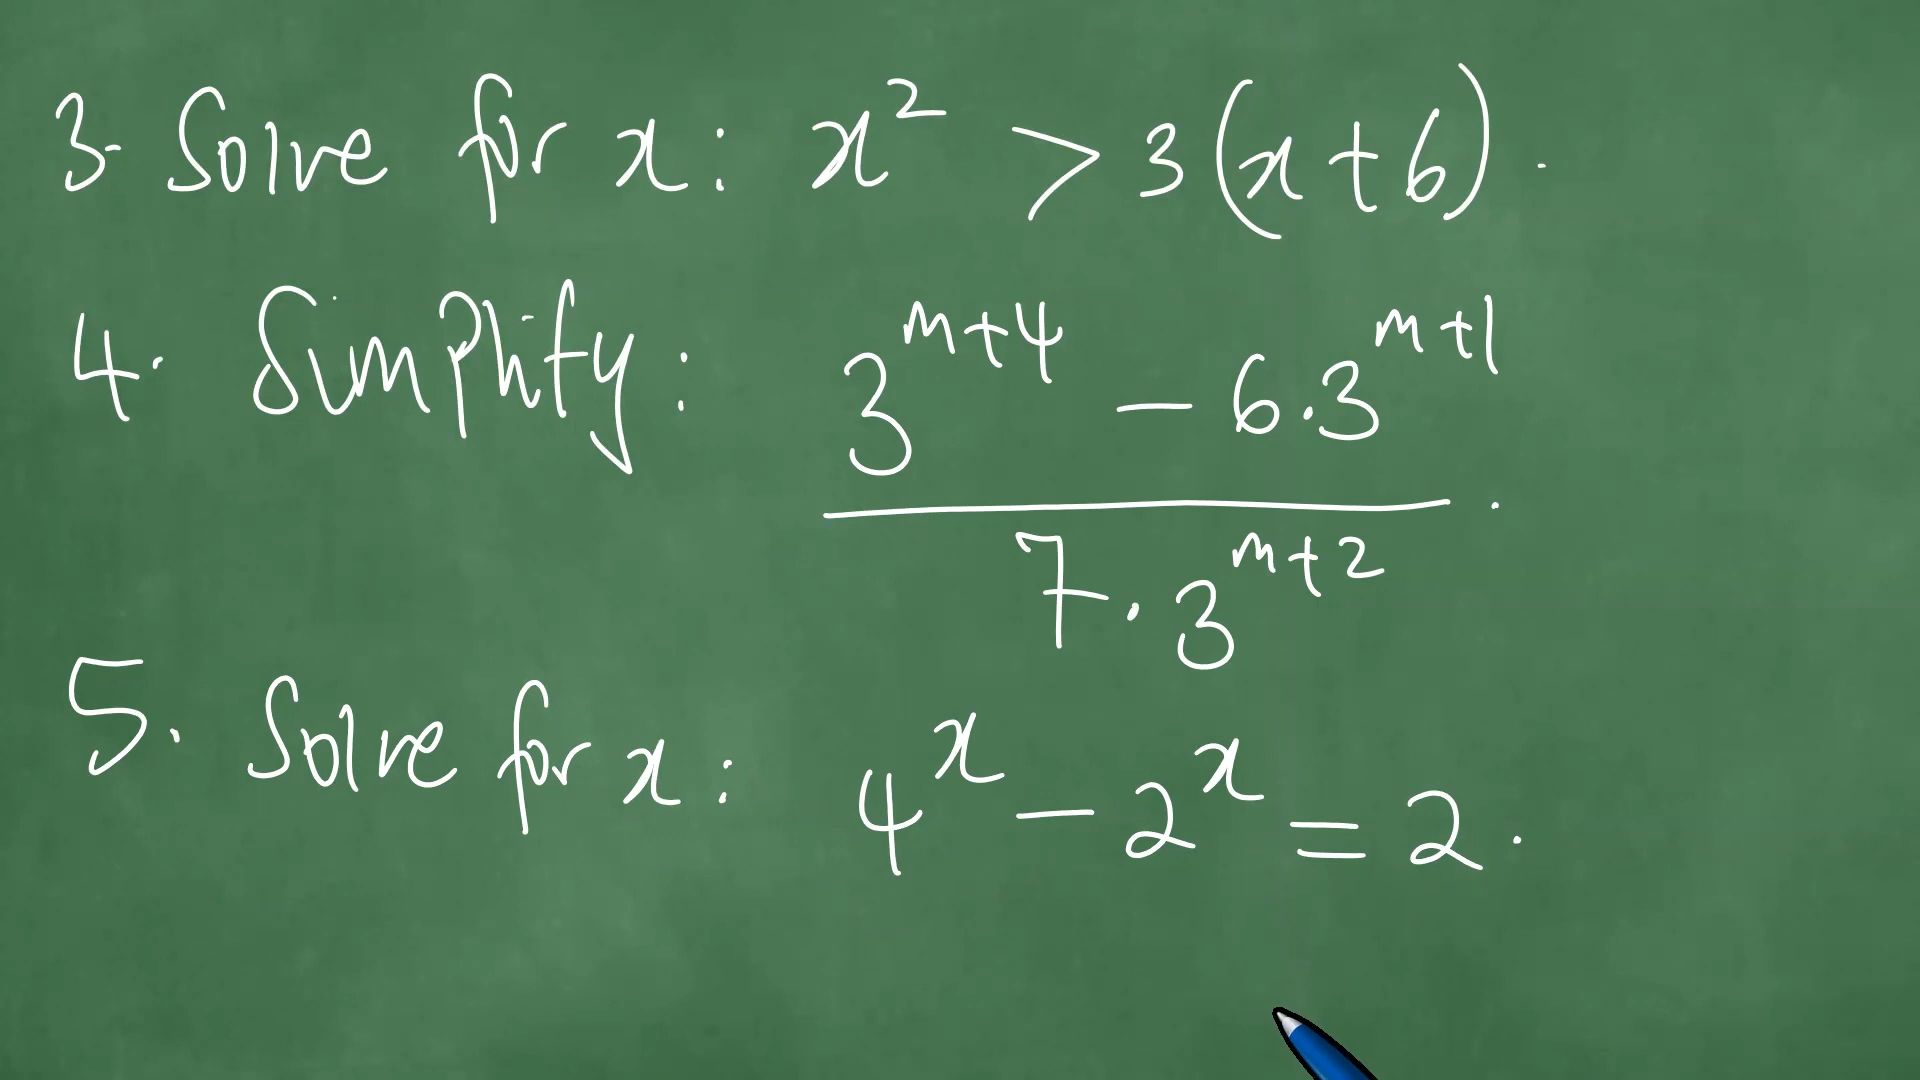 3. Solve for x: x² > 3(x+6).
4. Simplify: 3^{m+4} - 6.3^{m+1}
7.3^{m+2} .
5. Solve for x: 4^x - 2^x = 2.